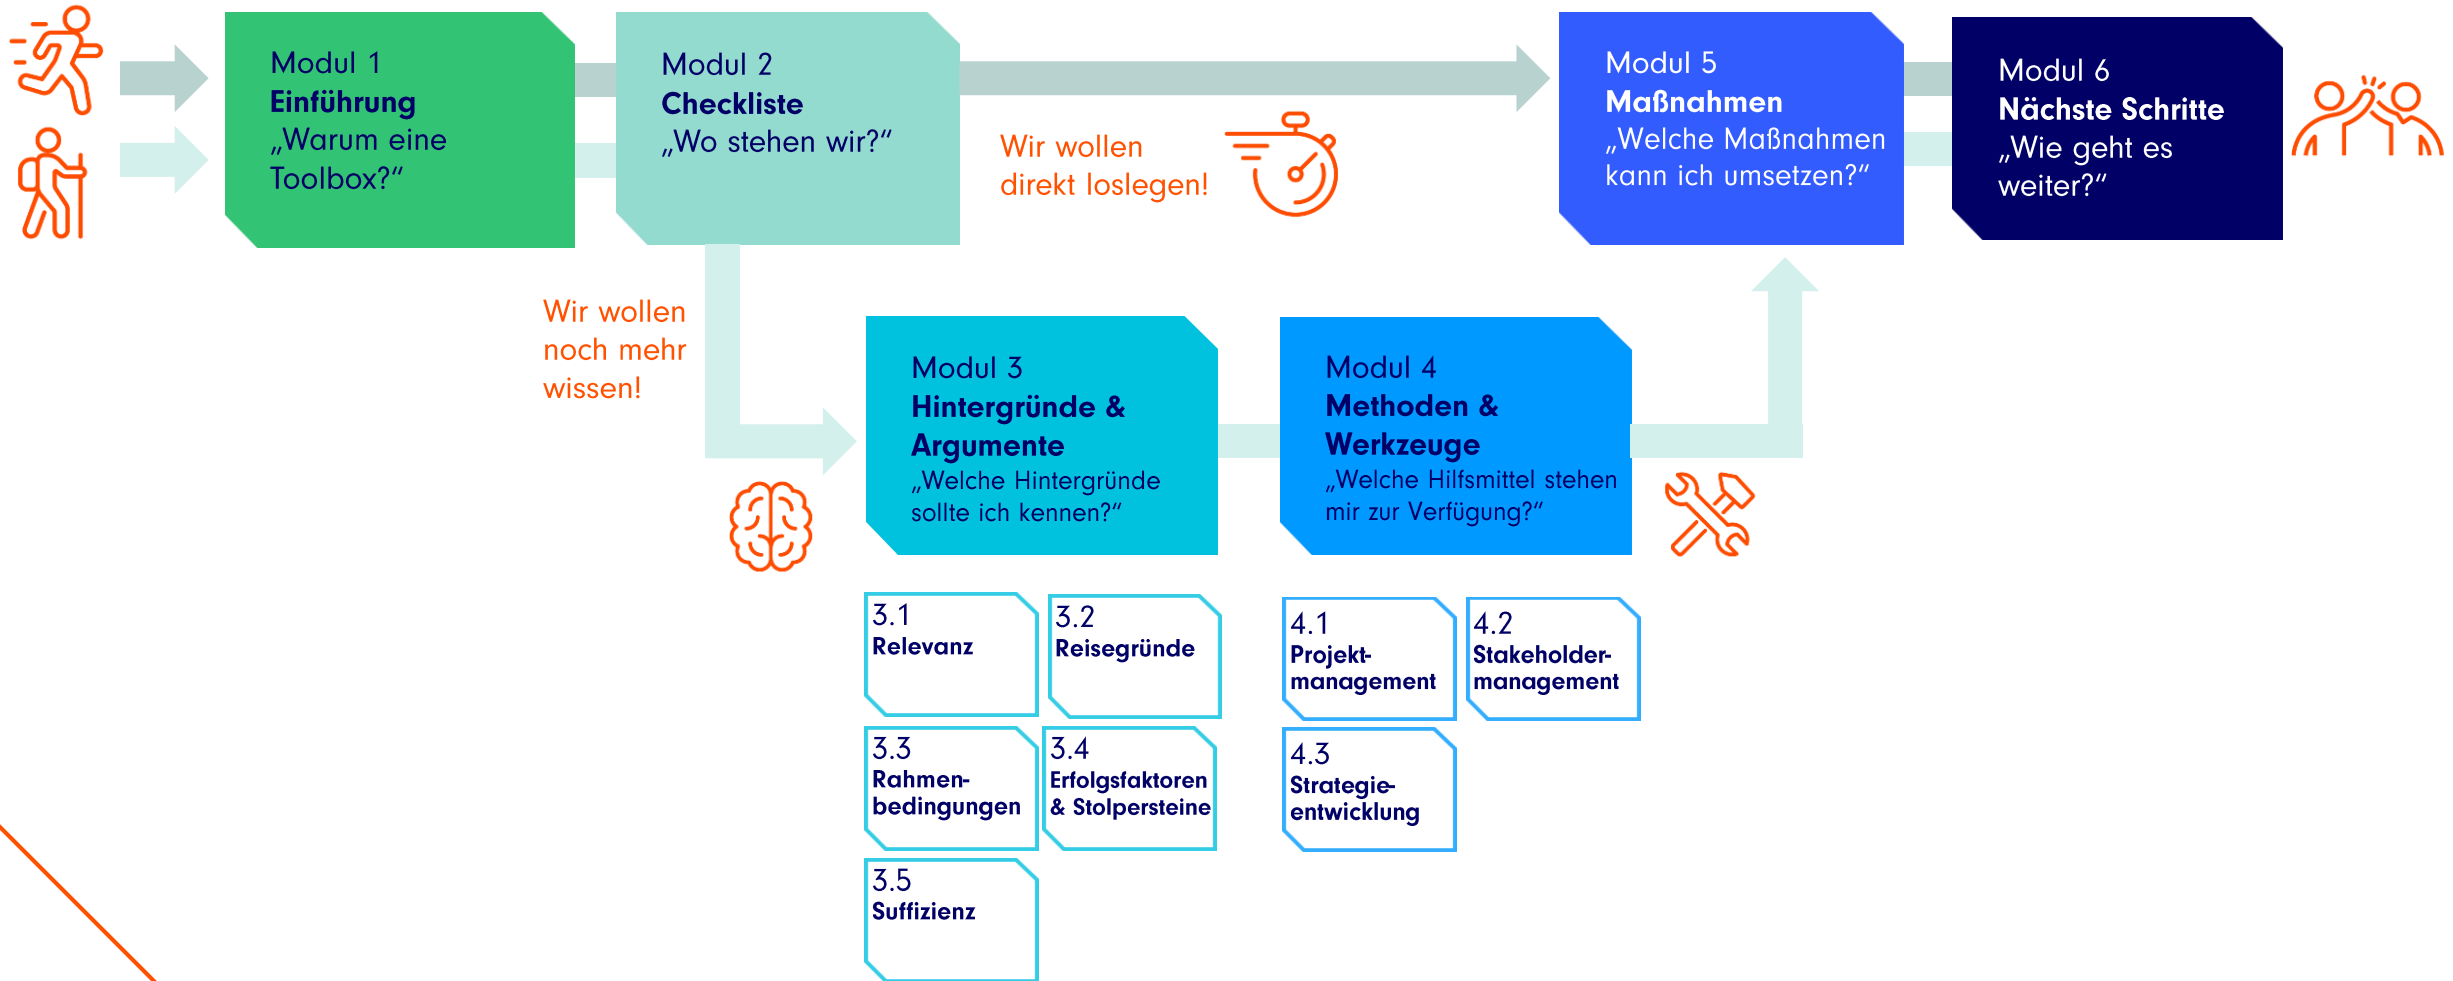 Modul 1
Einführung
„Warum eine
Toolbox?“
Modul 2
Checkliste
„Wo stehen wir?“
Wir wollen
direkt loslegen!
Modul 5
Maßnahmen
„Welche Maßnahmen
kann ich umsetzen?“
Modul 6
Nächste Schritte
„Wie geht es
weiter?“
Wir wollen
noch mehr
wissen!
Modul 3
Hintergründe &
Argumente
„Welche Hintergründe
sollte ich kennen?“
Modul 4
Methoden &
Werkzeuge
„Welche Hilfsmittel stehen
mir zur Verfügung?“
3.1
Relevanz
3.2
Reisegründe
3.3
Rahmen-
bedingungen
3.4
Erfolgsfaktoren
& Stolpersteine
3.5
Suffizienz
4.1
Projekt-
management
4.2
Stakeholder-
management
4.3
Strategie-
entwicklung